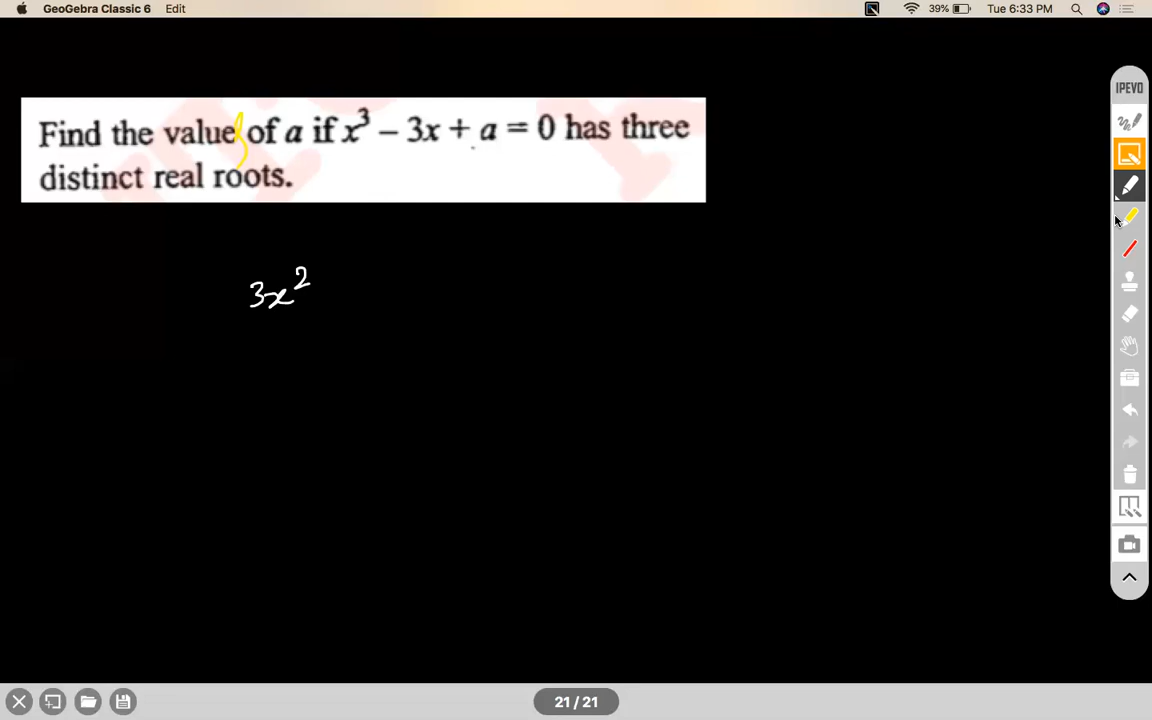 GeoGebra Classic 6 Edit 39% Tue 6:33 PM
IPEVO
Find the values of a if x³ – 3x + a = 0 has three
distinct real roots.
3x²
21 / 21